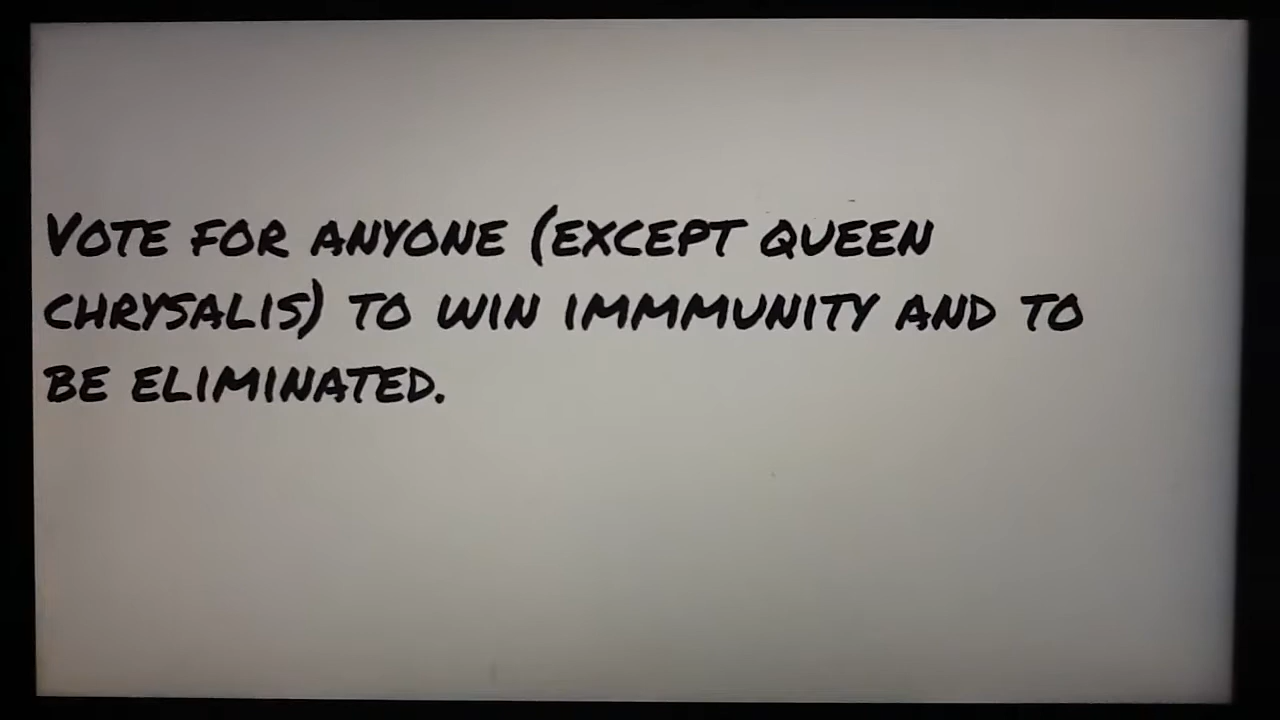 VOTE FOR ANYONE (EXCEPT QUEEN
CHRYSALIS) TO WIN IMMMUNITY AND TO
BE ELIMINATED.